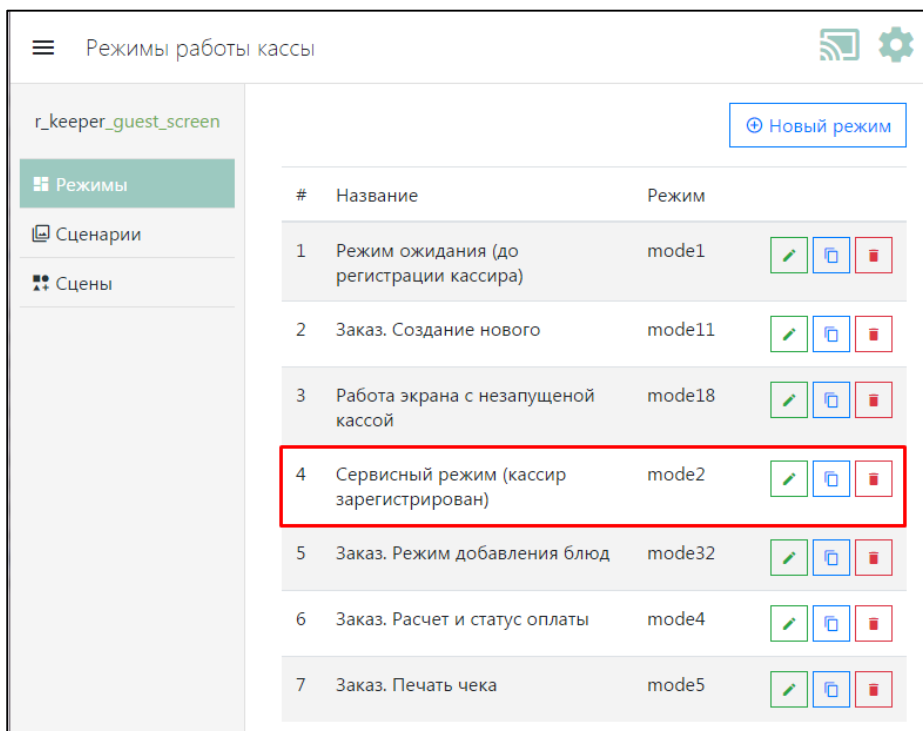 Режимы работы кассы
r_keeper_guest_screen
Новый режим
Режимы
Сценарии
Сцены
# Название Режим
1 Режим ожидания (до mode1
регистрации кассира)
2 Заказ. Создание нового mode11
3 Работа экрана с незапущеной mode18
кассой
4 Сервисный режим (кассир mode2
зарегистрирован)
5 Заказ. Режим добавления блюд mode32
6 Заказ. Расчет и статус оплаты mode4
7 Заказ. Печать чека mode5